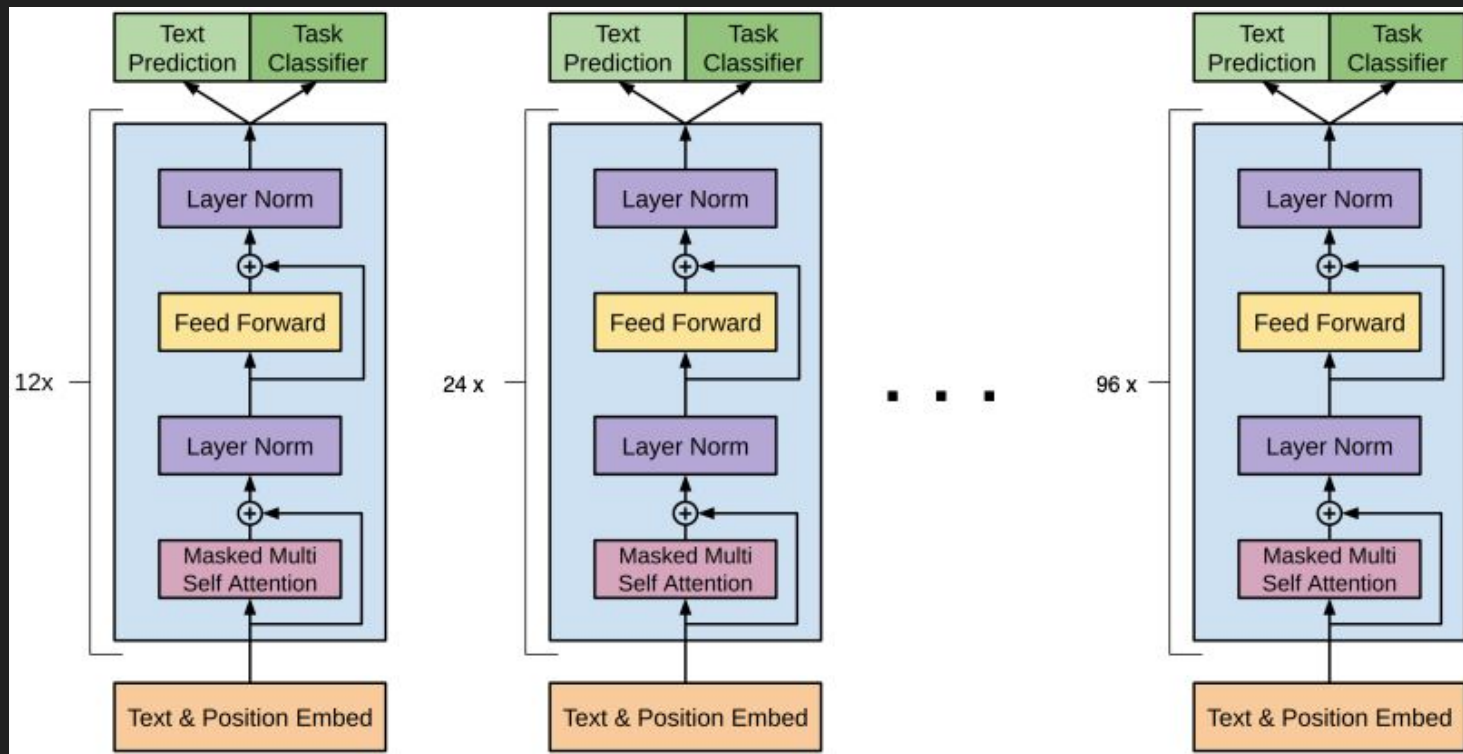 Text
Prediction
Task
Classifier
Layer Norm
Feed Forward
12x
Layer Norm
Masked Multi
Self Attention
Text & Position Embed
Text
Prediction
Task
Classifier
Layer Norm
Feed Forward
24 x
Layer Norm
Masked Multi
Self Attention
Text & Position Embed
. . .
Text
Prediction
Task
Classifier
Layer Norm
Feed Forward
96 x
Layer Norm
Masked Multi
Self Attention
Text & Position Embed